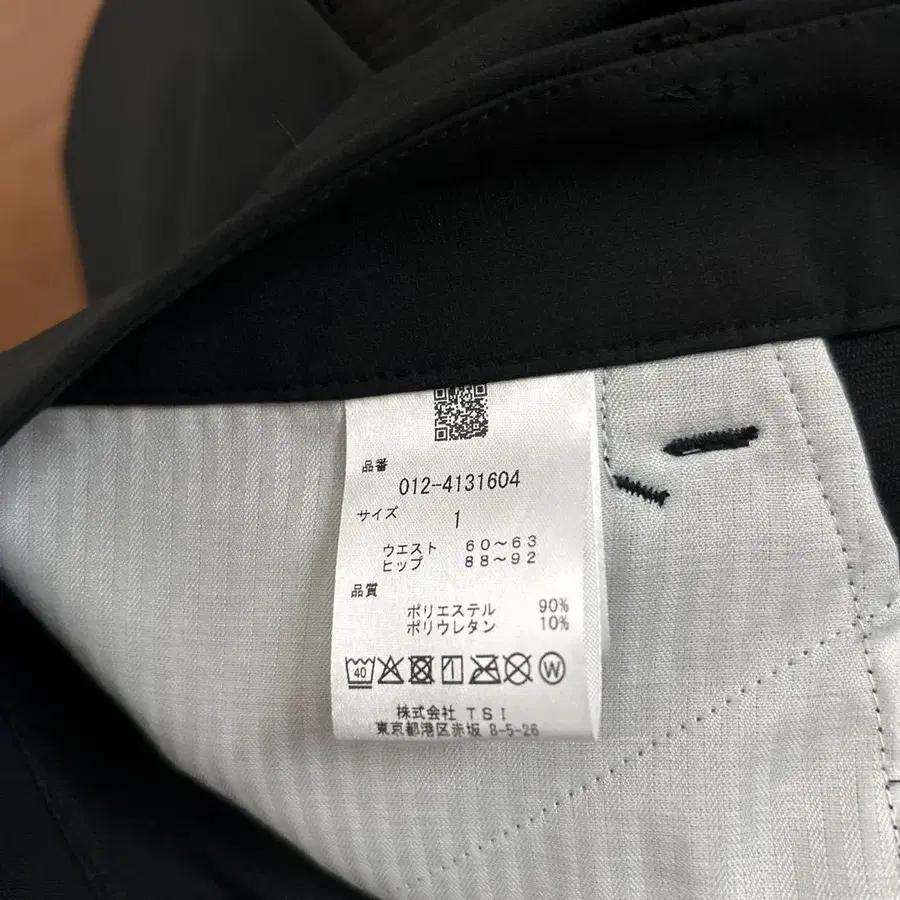 品番
012-4131604
サイズ 1
ウエスト 60～63
ヒップ 88～92
品質
ポリエステル 90%
ポリウレタン 10%
40 W
株式会社 TSI
東京都港区赤坂 8-5-26